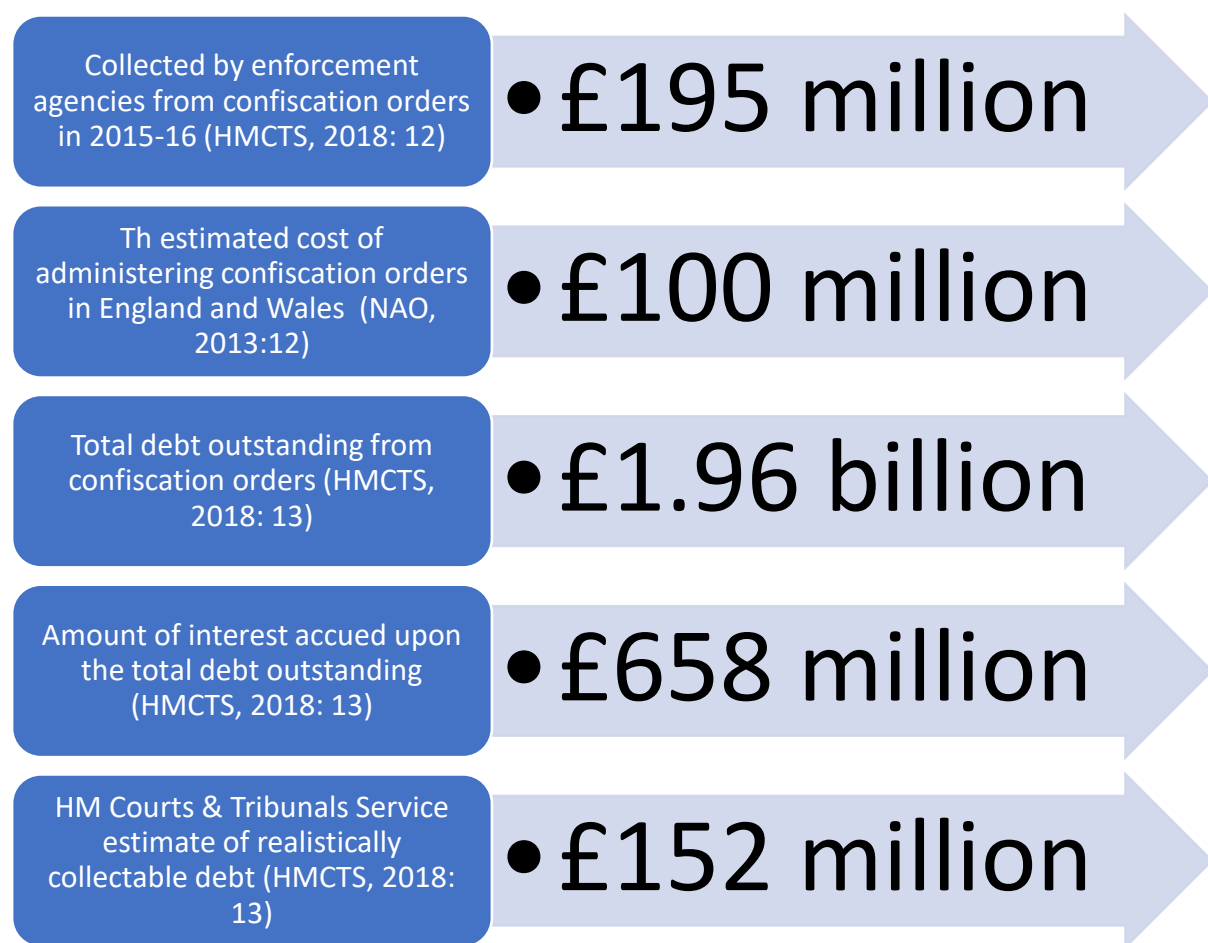 Collected by enforcement
agencies from confiscation orders
in 2015-16 (HMCTS, 2018: 12)
• £195 million
Th estimated cost of
administering confiscation orders
in England and Wales (NAO,
2013:12)
• £100 million
Total debt outstanding from
confiscation orders (HMCTS,
2018: 13)
• £1.96 billion
Amount of interest accued upon
the total debt outstanding
(HMCTS, 2018: 13)
• £658 million
HM Courts & Tribunals Service
estimate of realistically
collectable debt (HMCTS, 2018:
13)
• £152 million